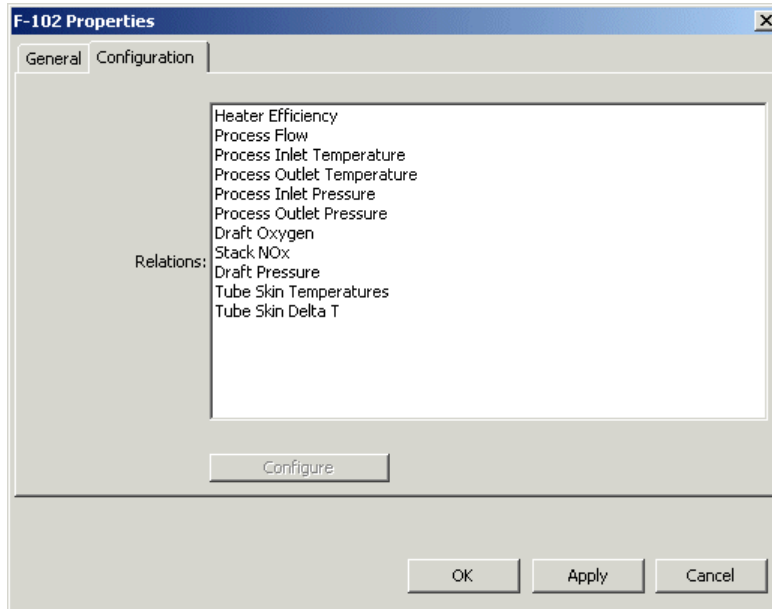 F-102 Properties
General Configuration
Relations:
Heater Efficiency
Process Flow
Process Inlet Temperature
Process Outlet Temperature
Process Inlet Pressure
Process Outlet Pressure
Draft Oxygen
Stack NOx
Draft Pressure
Tube Skin Temperatures
Tube Skin Delta T
Configure
OK Apply Cancel